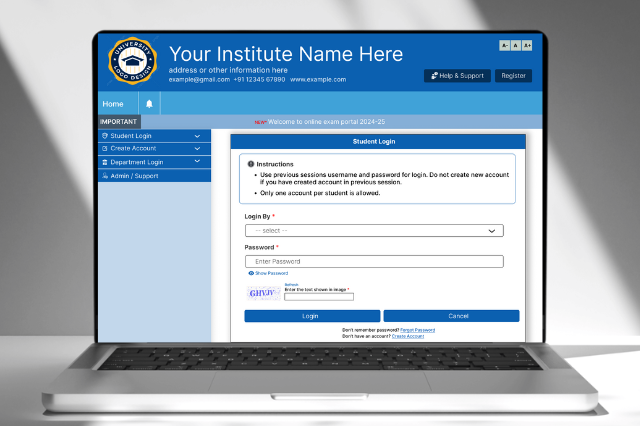 UNIVERSITY
LOGO DESIGN
Your Institute Name Here
address or other information here
example@gmail.com +91 12345 67890 www.example.com
A- A A+
Help & Support
Register
Home
IMPORTANT
NEW* Welcome to online exam portal 2024-25
Student Login
Create Account
Department Login
Admin / Support
Student Login
Instructions
• Use previous sessions username and password for login. Do not create new account
if you have created account in previous session.
• Only one account per student is allowed.
Login By *
-- select --
Password *
Enter Password
Show Password
GHVJV
Refresh
Enter the text shown in image *
Login
Cancel
Don't remember password? Forgot Password
Don't have an account? Create Account